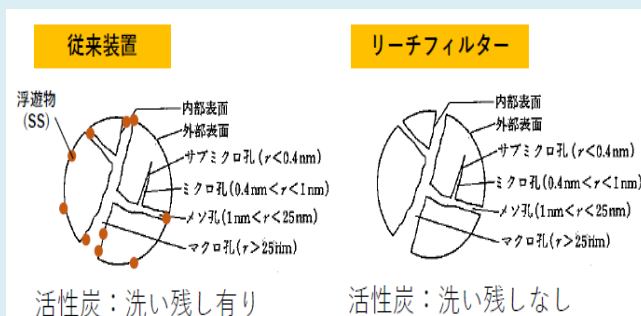 従来装置
浮遊物
(SS)
内部表面
外部表面
サブミクロ孔(r<0.4nm)
ミクロ孔(0.4nm<r<1nm)
メソ孔(1nm<r<25nm)
マクロ孔(r>25nm)
活性炭：洗い残し有り
リーチフィルター
内部表面
外部表面
サブミクロ孔(r<0.4nm)
ミクロ孔(0.4nm<r<1nm)
メソ孔(1nm<r<25nm)
マクロ孔(r>25nm)
活性炭：洗い残しなし